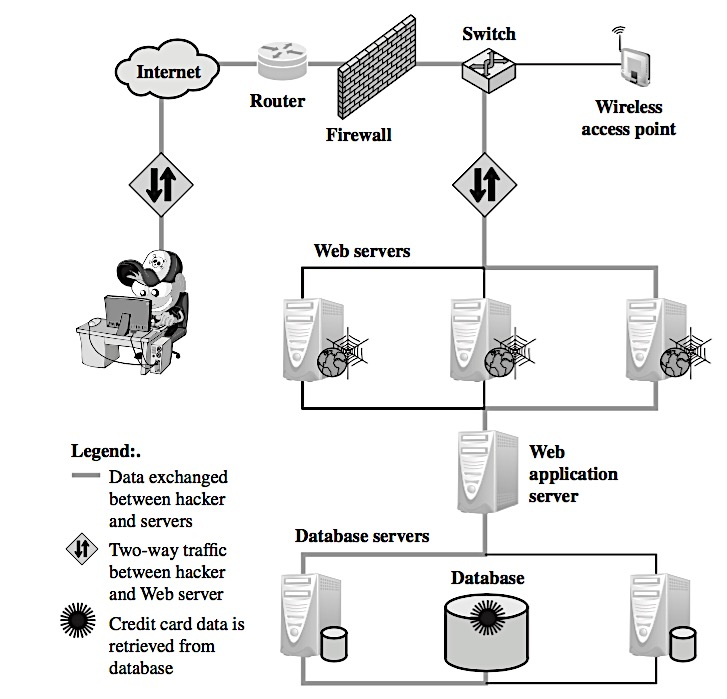 Switch
Internet
Router
Firewall
Wireless
access point
Web servers
Legend:.
Data exchanged
between hacker
and servers
Two-way traffic
between hacker
and Web server
Credit card data is
retrieved from
database
Web
application
server
Database servers
Database